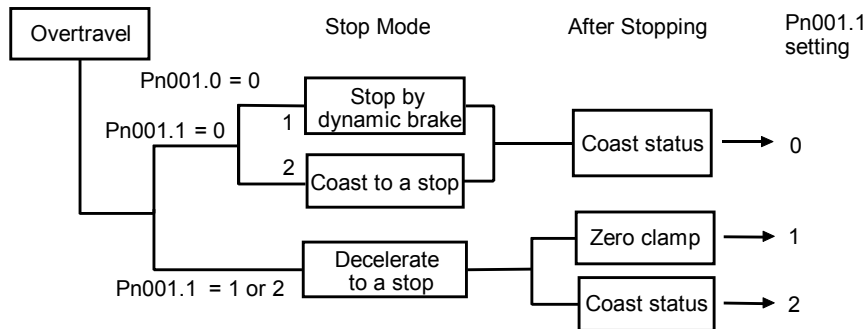 Overtravel
Stop Mode
After Stopping
Pn001.1
setting
Pn001.0 = 0
1
Stop by
dynamic brake
Pn001.1 = 0
2
Coast to a stop
Coast status
0
Pn001.1 = 1 or 2
Decelerate
to a stop
Zero clamp
1
Coast status
2